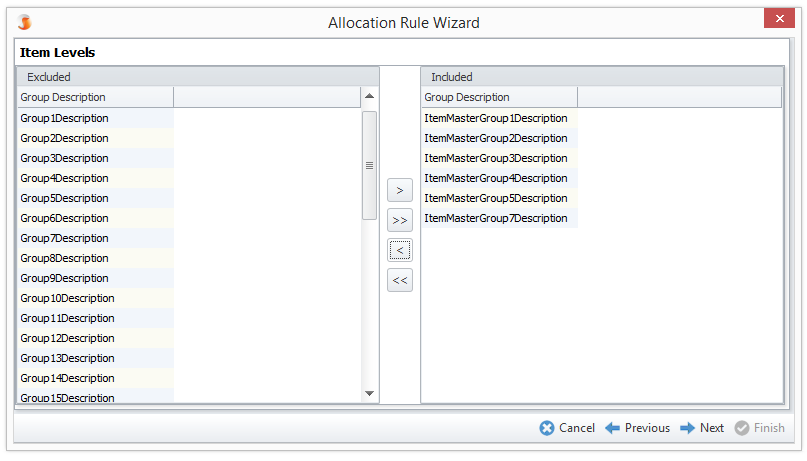 Allocation Rule Wizard
Item Levels
Excluded
Group Description
Group1Description
Group2Description
Group3Description
Group4Description
Group5Description
Group6Description
Group7Description
Group8Description
Group9Description
Group10Description
Group11Description
Group12Description
Group13Description
Group14Description
Group15Description
>
>>
<
<<
Included
Group Description
ItemMasterGroup1Description
ItemMasterGroup2Description
ItemMasterGroup3Description
ItemMasterGroup4Description
ItemMasterGroup5Description
ItemMasterGroup7Description
Cancel Previous Next Finish